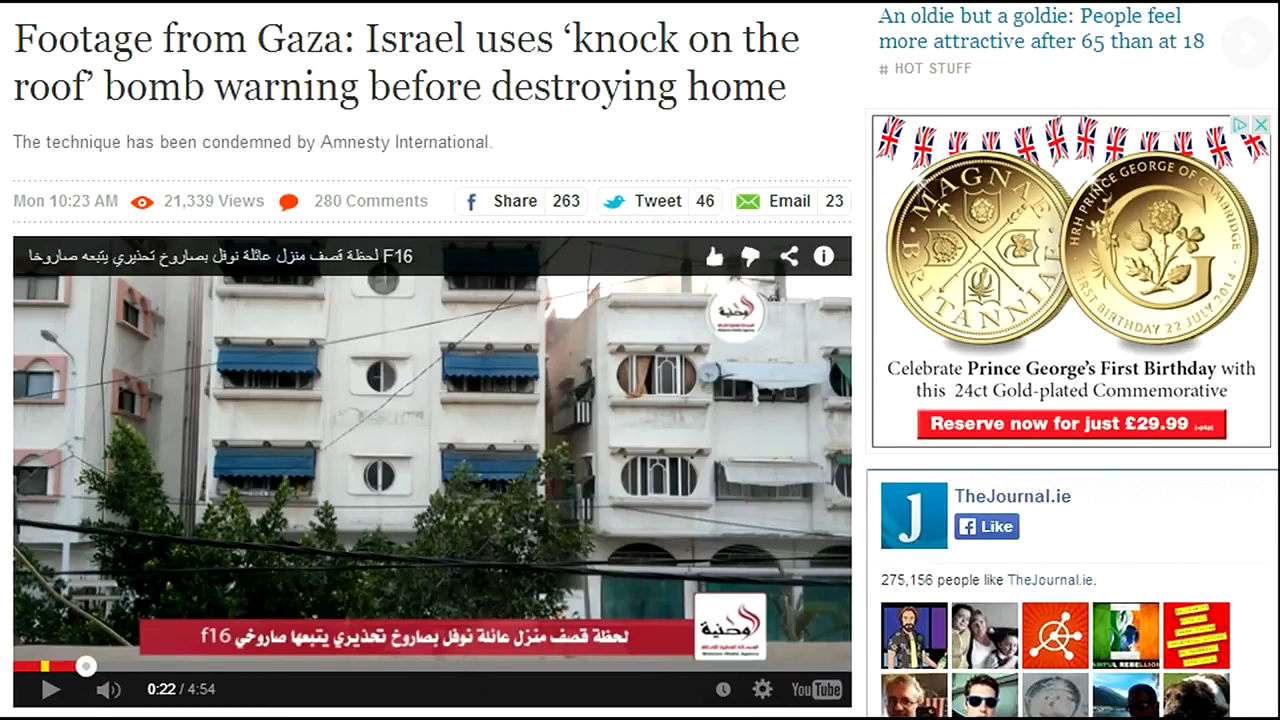 Footage from Gaza: Israel uses ‘knock on the
roof’ bomb warning before destroying home
The technique has been condemned by Amnesty International.
Mon 10:23 AM 21,339 Views 280 Comments Share 263 Tweet 46 Email 23
لحظة قصف منزل عائلة نوفل بصاروخ تحذيري يتبعه صاروخا F16
وطنية
لحظة قصف منزل عائلة نوفل بصاروخ تحذيري يتبعها صاروخي f16
وطنية
0:22 / 4:54
YouTube
An oldie but a goldie: People feel
more attractive after 65 than at 18
# HOT STUFF
MAGNAE BRITANNIAE
HRH PRINCE GEORGE OF CAMBRIDGE
FIRST BIRTHDAY 22 JULY 2014
G
Celebrate Prince George's First Birthday with
this 24ct Gold-plated Commemorative
Reserve now for just £29.99 (+p&p)
J
TheJournal.ie
f Like
275,156 people like TheJournal.ie.